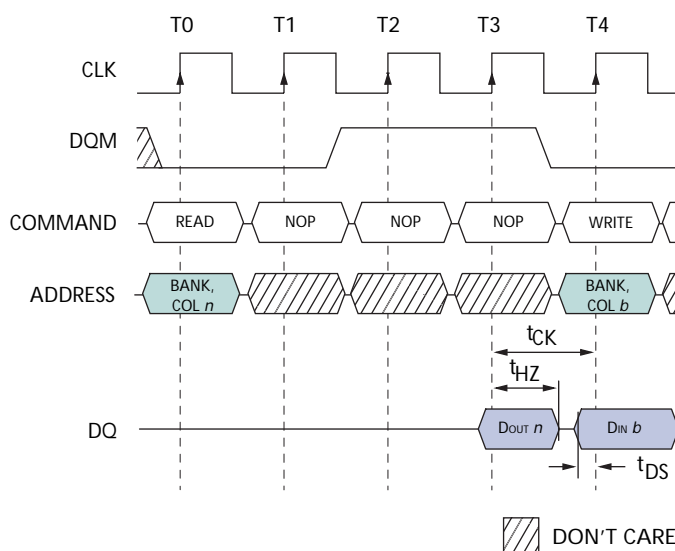 T0 T1 T2 T3 T4
CLK
DQM
COMMAND READ NOP NOP NOP WRITE
ADDRESS BANK, COL n BANK, COL b
tCK
tHZ
DQ DOUT n DIN b
tDS
DON'T CARE